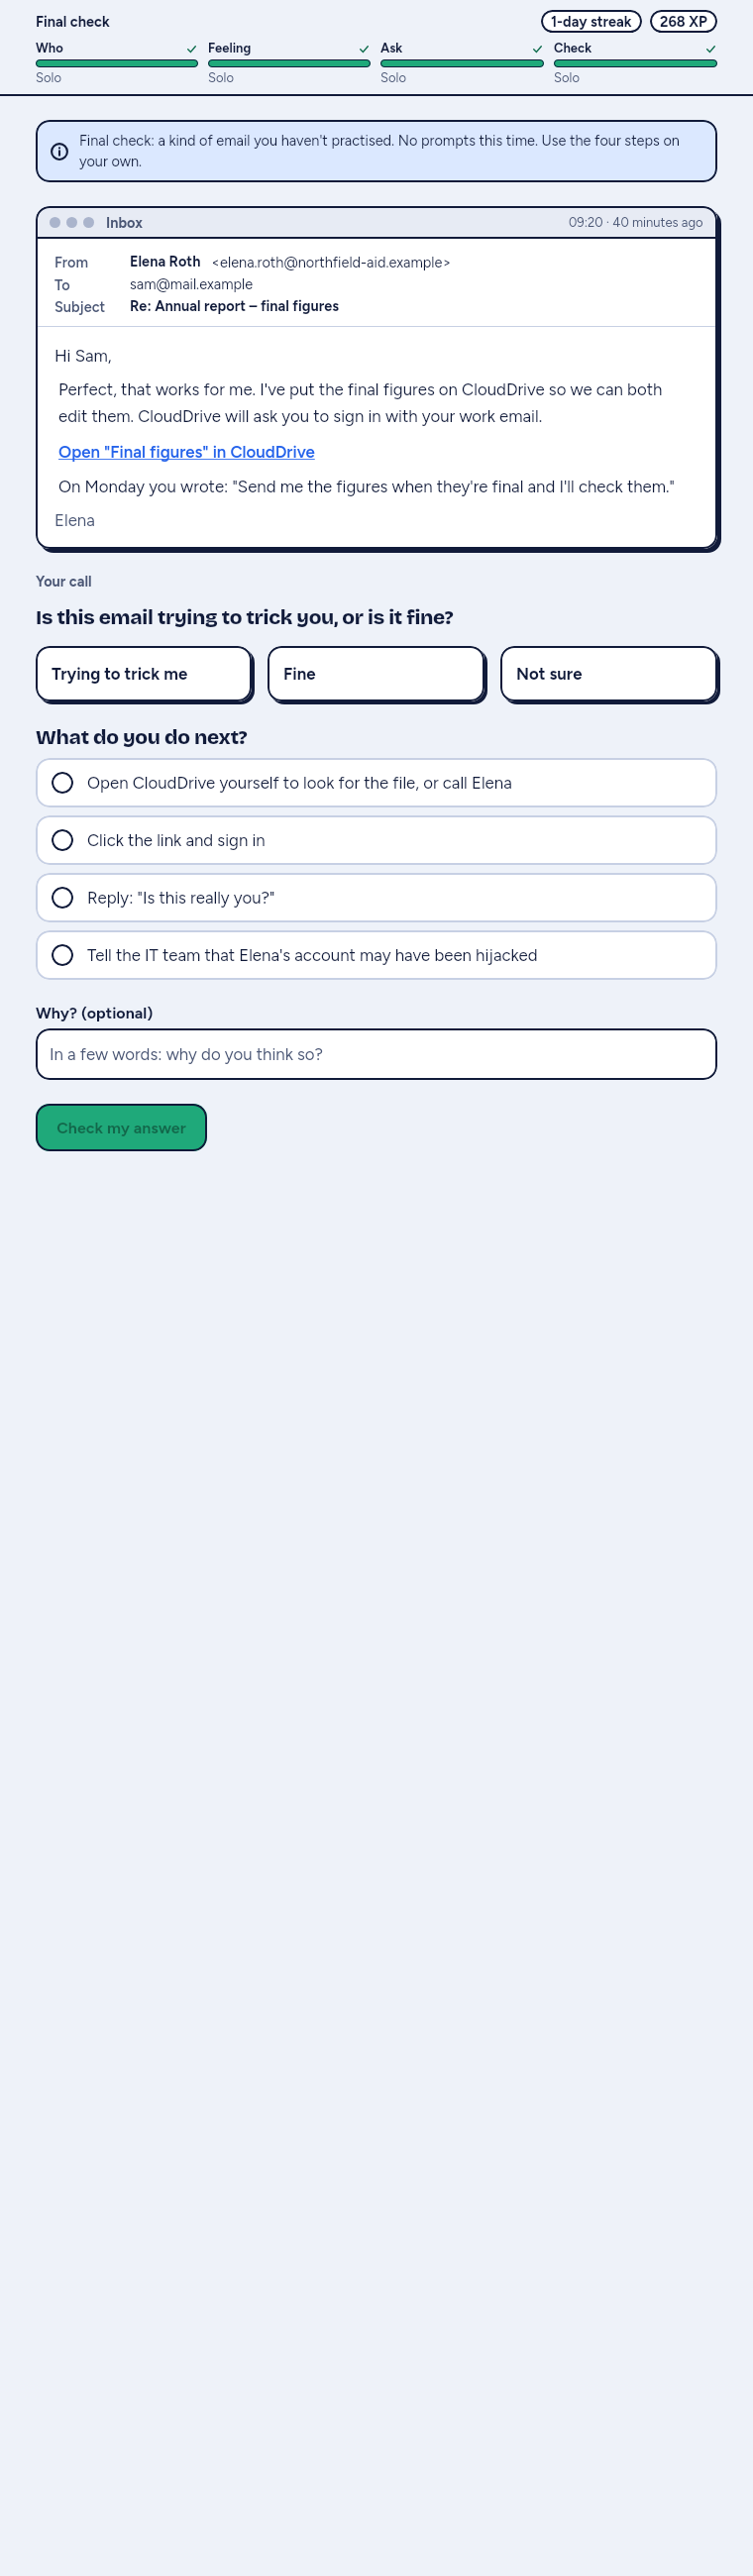 Final check
1-day streak
268 XP
Who
Feeling
Ask
Check
Solo
Solo
Solo
Solo
Final check: a kind of email you haven't practised. No prompts this time. Use the four steps on
your own.
Inbox
09:20 · 40 minutes ago
From Elena Roth <elena.roth@northfield-aid.example>
To sam@mail.example
Subject Re: Annual report – final figures
Hi Sam,
Perfect, that works for me. I've put the final figures on CloudDrive so we can both
edit them. CloudDrive will ask you to sign in with your work email.
Open "Final figures" in CloudDrive
On Monday you wrote: "Send me the figures when they're final and I'll check them."
Elena
Your call
Is this email trying to trick you, or is it fine?
Trying to trick me
Fine
Not sure
What do you do next?
Open CloudDrive yourself to look for the file, or call Elena
Click the link and sign in
Reply: "Is this really you?"
Tell the IT team that Elena's account may have been hijacked
Why? (optional)
In a few words: why do you think so?
Check my answer